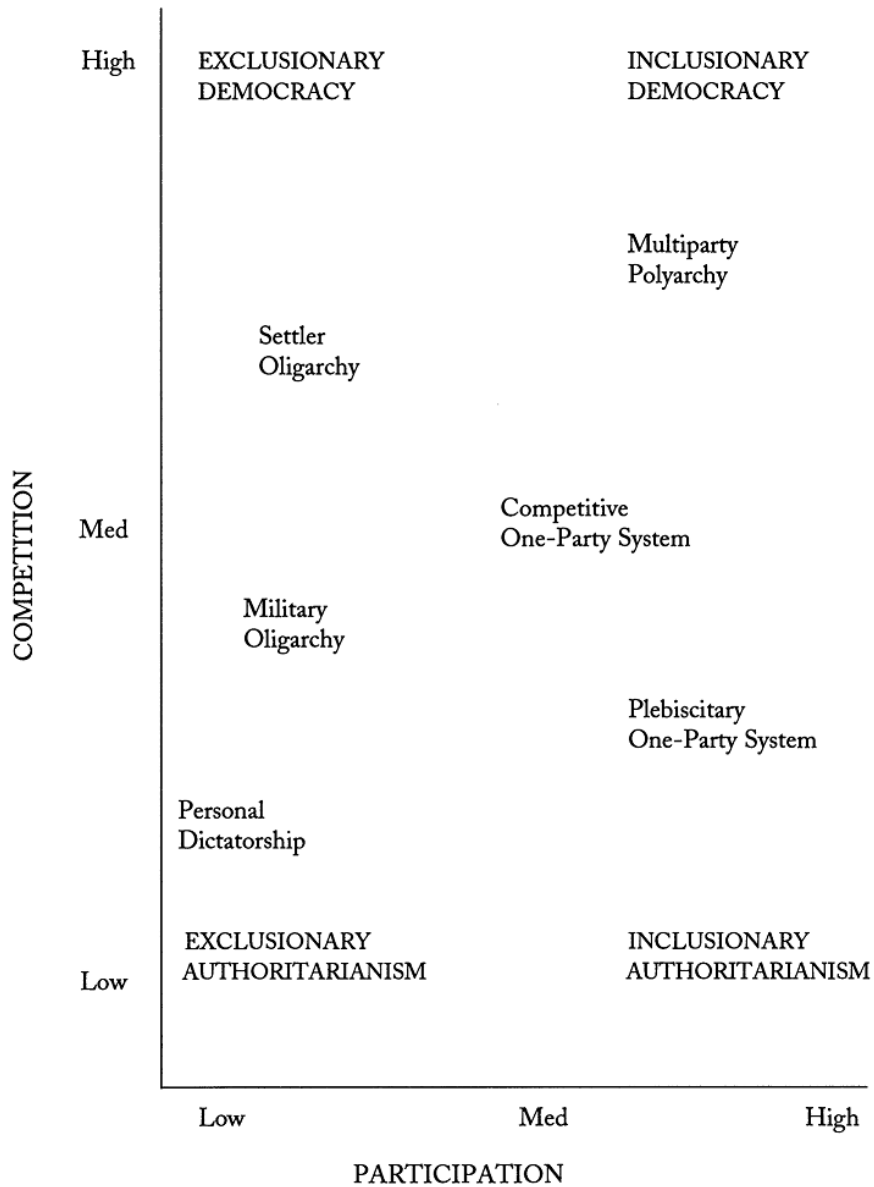 High
EXCLUSIONARY
DEMOCRACY
INCLUSIONARY
DEMOCRACY
Multiparty
Polyarchy
Settler
Oligarchy
COMPETITION
Med
Competitive
One-Party System
Military
Oligarchy
Plebiscitary
One-Party System
Personal
Dictatorship
EXCLUSIONARY
AUTHORITARIANISM
INCLUSIONARY
AUTHORITARIANISM
Low
Low
Med
High
PARTICIPATION